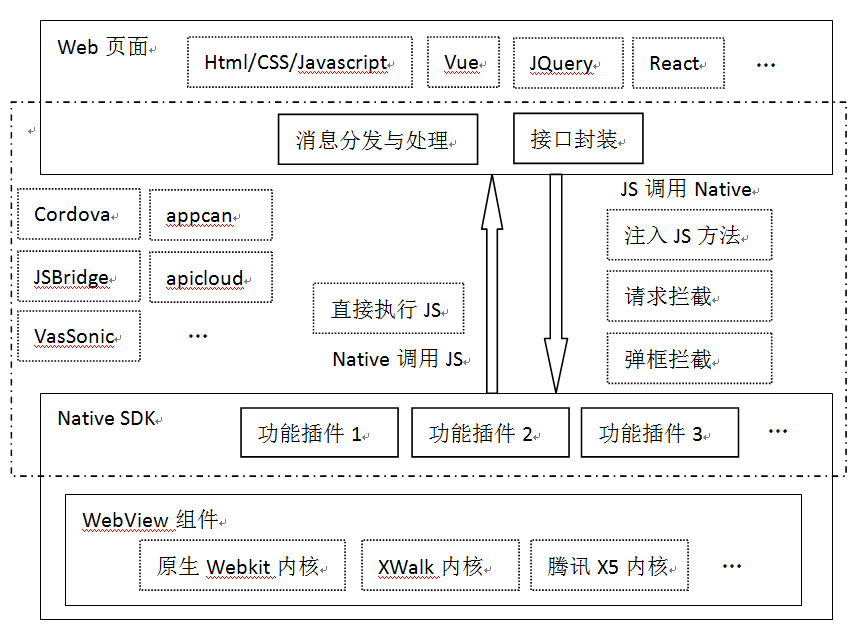 Web 页面
Html/CSS/Javascript
Vue
JQuery
React
...
消息分发与处理
接口封装
JS 调用 Native
Cordova
appcan
注入 JS 方法
JSBridge
apicloud
请求拦截
直接执行 JS
VasSonic
...
Native 调用 JS
弹框拦截
Native SDK
功能插件 1
功能插件 2
功能插件 3
...
WebView 组件
原生 Webkit 内核
XWalk 内核
腾讯 X5 内核
...